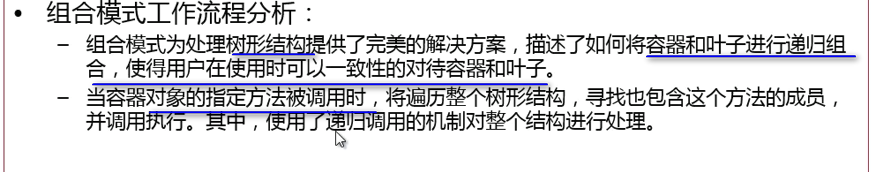 • 组合模式工作流程分析：
– 组合模式为处理树形结构提供了完美的解决方案，描述了如何将容器和叶子进行递归组
合，使得用户在使用时可以一致性的对待容器和叶子。
– 当容器对象的指定方法被调用时，将遍历整个树形结构，寻找也包含这个方法的成员，
并调用执行。其中，使用了递归调用的机制对整个结构进行处理。